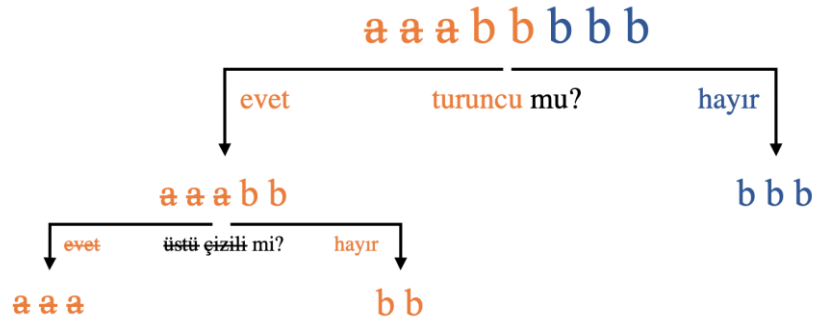 a a a b b b b b
evet turuncu mu? hayır
a a a b b b b b
evet üstü çizili mi? hayır
a a a b b